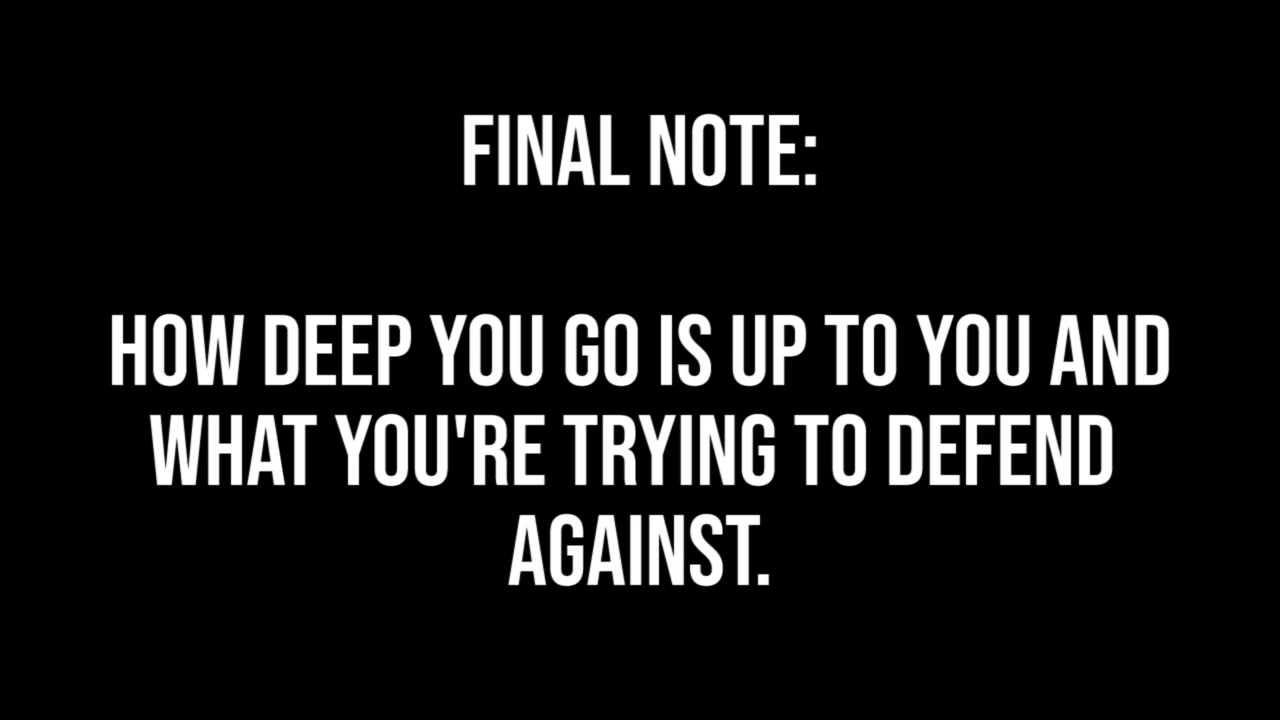 FINAL NOTE:
HOW DEEP YOU GO IS UP TO YOU AND
WHAT YOU'RE TRYING TO DEFEND
AGAINST.